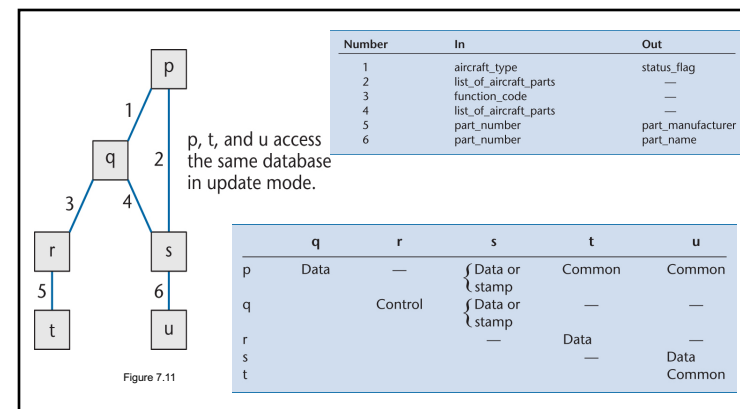 Number In Out
1 aircraft_type status_flag
2 list_of_aircraft_parts —
3 function_code —
4 list_of_aircraft_parts —
5 part_number part_manufacturer
6 part_number part_name
p
1
q
2
p, t, and u access
the same database
in update mode.
3
4
r
s
5
6
t
u
Figure 7.11
q r s t u
p Data — { Data or Common Common
stamp
q Control { Data or — —
stamp
r — Data —
s — Data
t Common